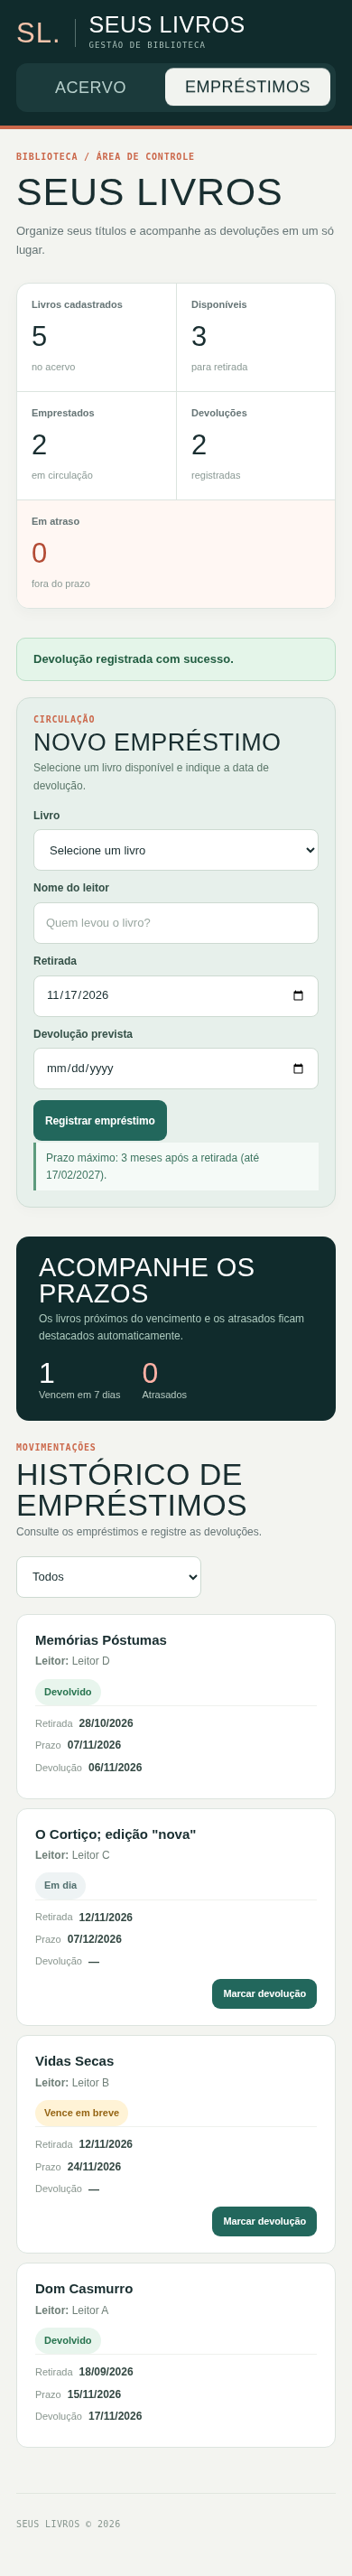 SL.
SEUS LIVROS
GESTÃO DE BIBLIOTECA
ACERVO
EMPRÉSTIMOS
BIBLIOTECA / ÁREA DE CONTROLE
SEUS LIVROS
Organize seus títulos e acompanhe as devoluções em um só
lugar.
Livros cadastrados
5
no acervo
Disponíveis
3
para retirada
Emprestados
2
em circulação
Devoluções
2
registradas
Em atraso
0
fora do prazo
Devolução registrada com sucesso.
CIRCULAÇÃO
NOVO EMPRÉSTIMO
Selecione um livro disponível e indique a data de
devolução.
Livro
Selecione um livro
Nome do leitor
Quem levou o livro?
Retirada
11/17/2026
Devolução prevista
mm/dd/yyyy
Registrar empréstimo
Prazo máximo: 3 meses após a retirada (até
17/02/2027).
ACOMPANHE OS
PRAZOS
Os livros próximos do vencimento e os atrasados ficam
destacados automaticamente.
1
Vencem em 7 dias
0
Atrasados
MOVIMENTAÇÕES
HISTÓRICO DE
EMPRÉSTIMOS
Consulte os empréstimos e registre as devoluções.
Todos
Memórias Póstumas
Leitor: Leitor D
Devolvido
Retirada 28/10/2026
Prazo 07/11/2026
Devolução 06/11/2026
O Cortiço; edição "nova"
Leitor: Leitor C
Em dia
Retirada 12/11/2026
Prazo 07/12/2026
Devolução —
Marcar devolução
Vidas Secas
Leitor: Leitor B
Vence em breve
Retirada 12/11/2026
Prazo 24/11/2026
Devolução —
Marcar devolução
Dom Casmurro
Leitor: Leitor A
Devolvido
Retirada 18/09/2026
Prazo 15/11/2026
Devolução 17/11/2026
SEUS LIVROS © 2026